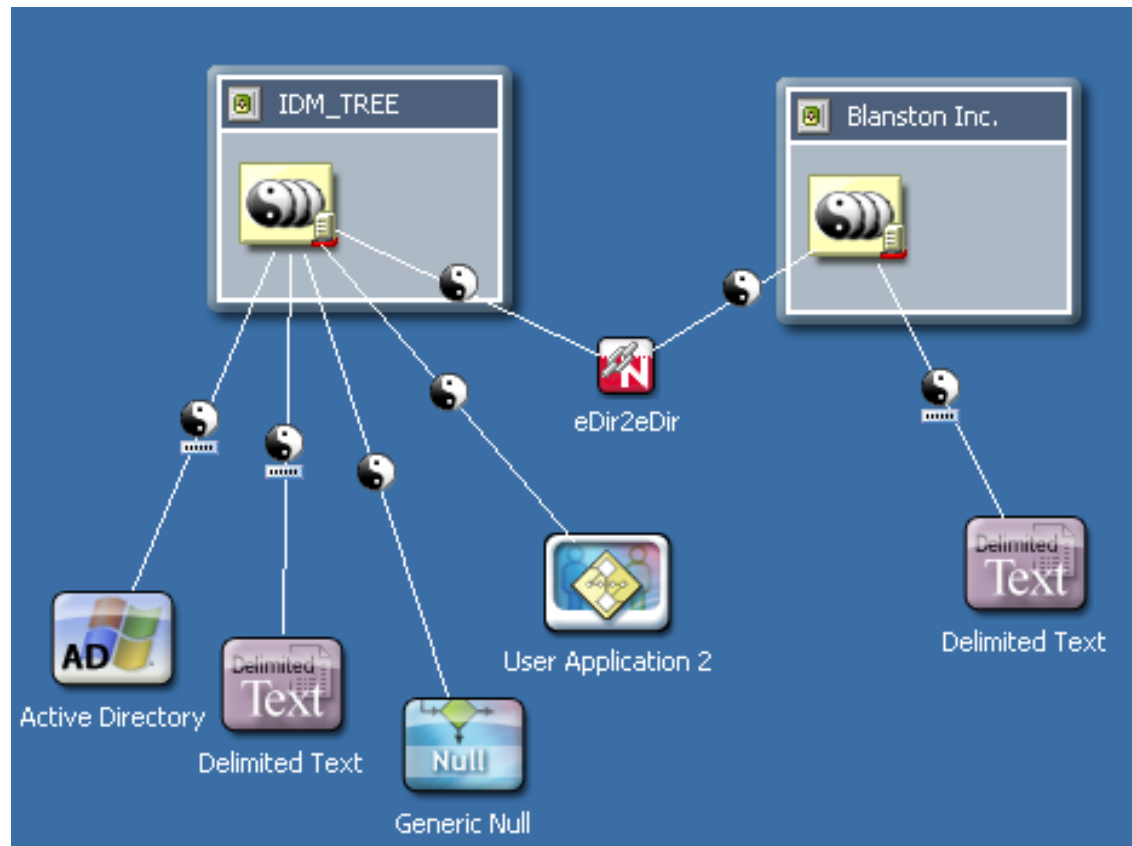 IDM_TREE
Blanston Inc.
N
eDir2eDir
Delimited
Text
Delimited Text
User Application 2
AD
Active Directory
Delimited
Text
Delimited Text
Null
Generic Null